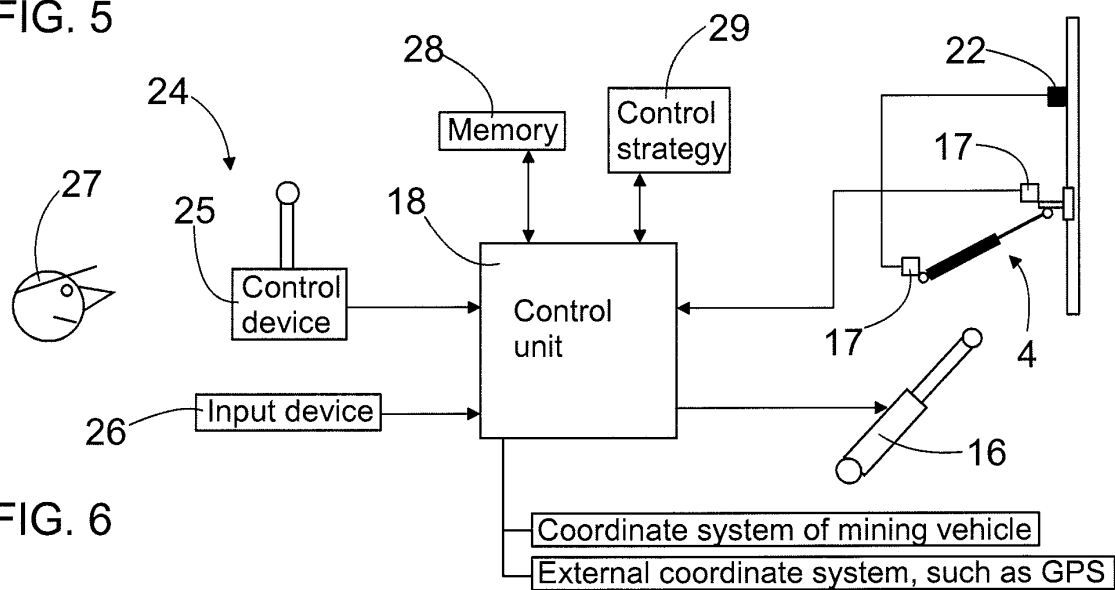 FIG. 5
29
28
22
24
Memory
Control
strategy
17
27
25
18
Control
device
Control
unit
17
4
Input device
26
16
FIG. 6
Coordinate system of mining vehicle
External coordinate system, such as GPS